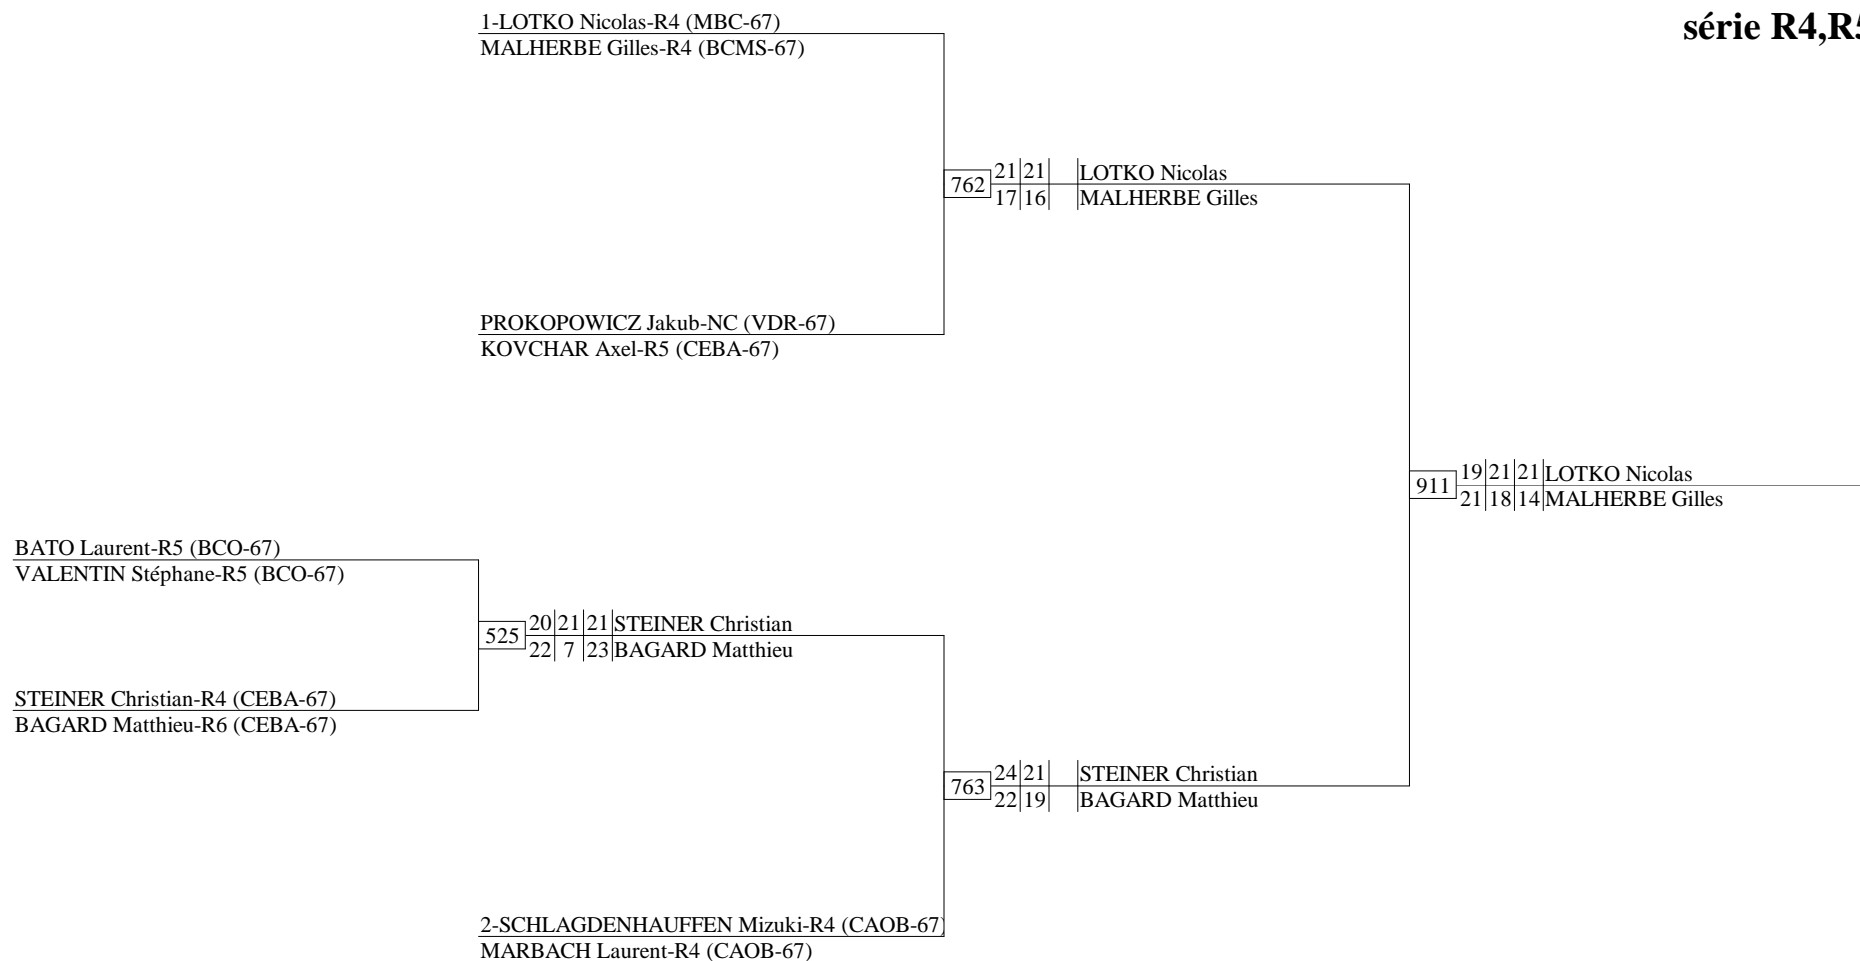 1-LOTKO Nicolas-R4 (MBC-67)
MALHERBE Gilles-R4 (BCMS-67)
série R4,R5
762 21 21 LOTKO Nicolas
17 16 MALHERBE Gilles
PROKOPOWICZ Jakub-NC (VDR-67)
KOVCHAR Axel-R5 (CEBA-67)
911 19 21 21 LOTKO Nicolas
21 18 14 MALHERBE Gilles
BATO Laurent-R5 (BCO-67)
VALENTIN Stéphane-R5 (BCO-67)
525 20 21 21 STEINER Christian
22 7 23 BAGARD Matthieu
STEINER Christian-R4 (CEBA-67)
BAGARD Matthieu-R6 (CEBA-67)
763 24 21 STEINER Christian
22 19 BAGARD Matthieu
2-SCHLAGDENHAUFFEN Mizuki-R4 (CAOB-67)
MARBACH Laurent-R4 (CAOB-67)